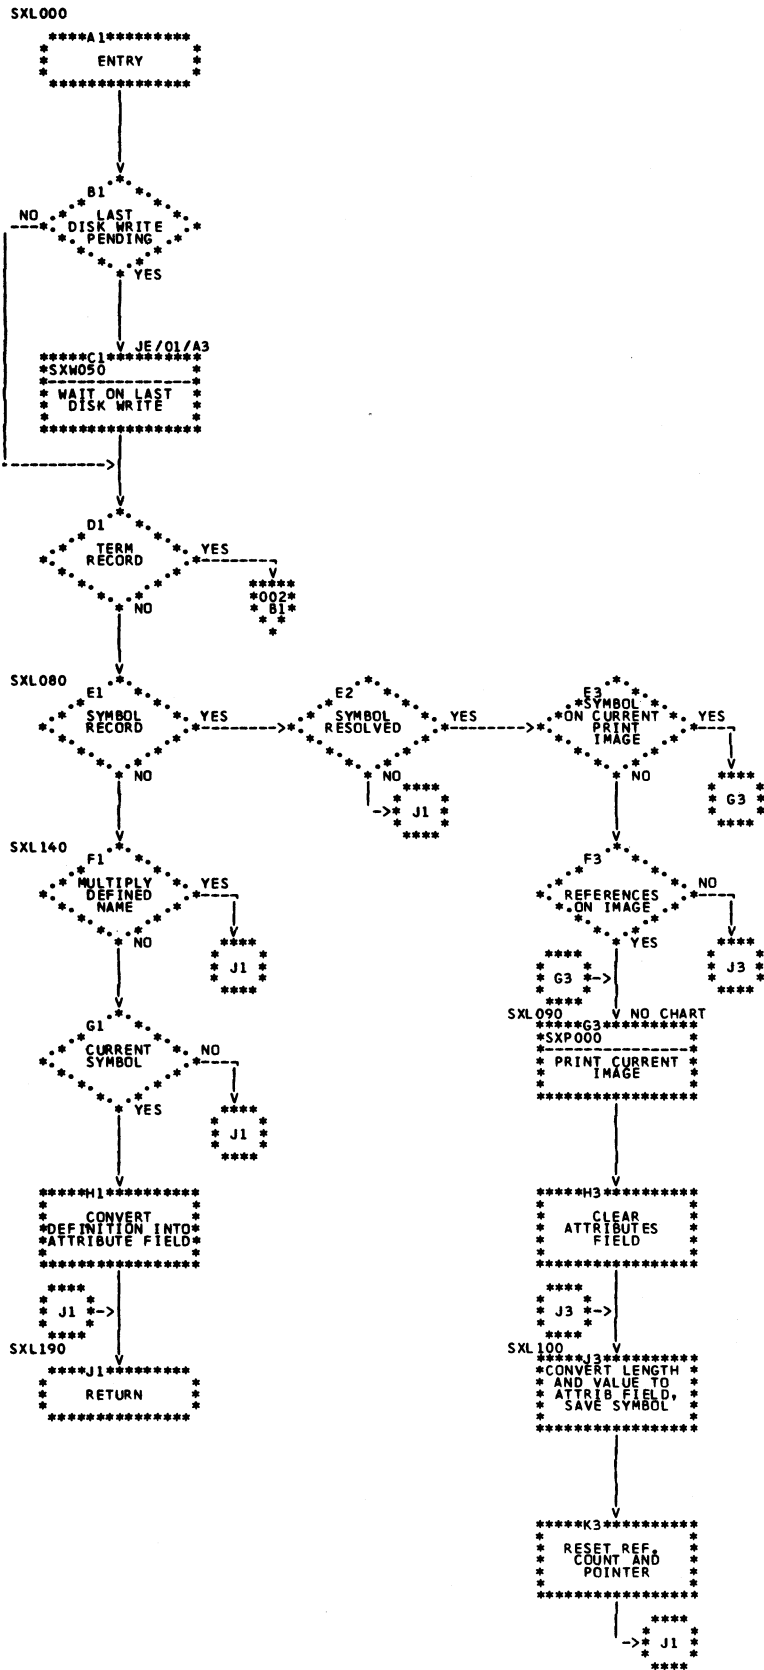 SXL000
A1
ENTRY
B1
NO
LAST
DISK WRITE
PENDING
YES
JE/01/A3
C1
SXW050
WAIT ON LAST
DISK WRITE
D1
TERM
RECORD
YES
002
B1
NO
SXL080
E1
SYMBOL
RECORD
YES
NO
E2
SYMBOL
RESOLVED
YES
NO
J1
E3
SYMBOL
ON CURRENT
PRINT
IMAGE
YES
G3
NO
SXL140
F1
MULTIPLY
DEFINED
NAME
YES
J1
NO
F3
REFERENCES
ON IMAGE
NO
J3
YES
G3
G1
CURRENT
SYMBOL
NO
J1
YES
SXL090
NO CHART
G3
SXP000
PRINT CURRENT
IMAGE
H1
CONVERT
DEFINITION INTO
ATTRIBUTE FIELD
H3
CLEAR
ATTRIBUTES
FIELD
J1
J3
SXL190
J1
RETURN
SXL100
J3
CONVERT LENGTH
AND VALUE TO
ATTRIB FIELD,
SAVE SYMBOL
K3
RESET REF.
COUNT AND
POINTER
J1